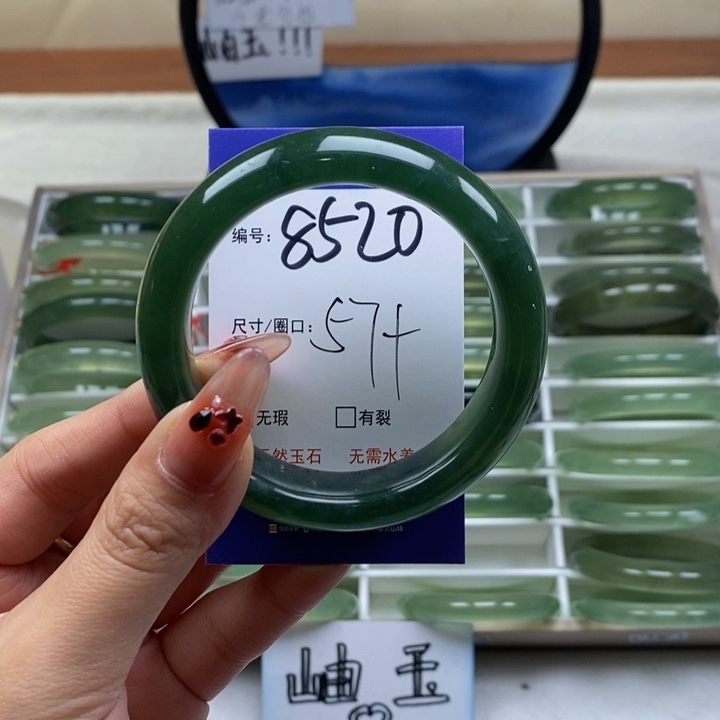 岫玉!!!
编号: 8520
尺寸/圈口: 57+
无瑕 □有裂
然玉石 无需水养
岫玉